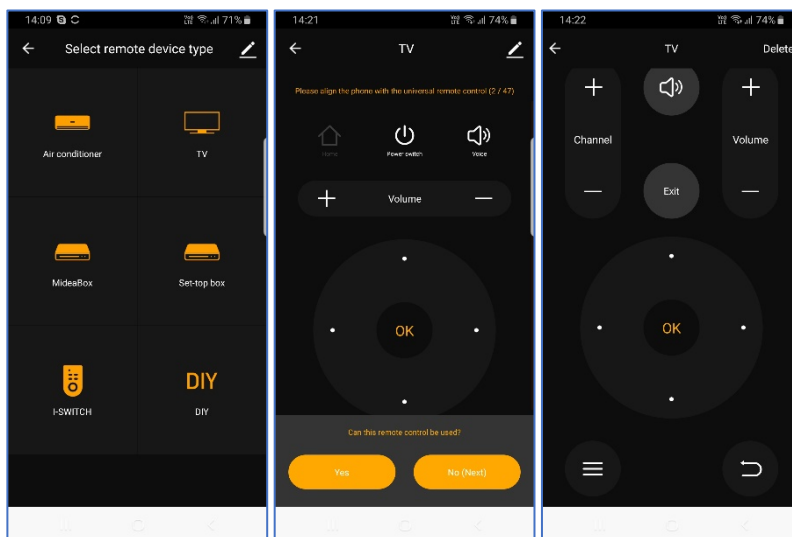 14:09
71%
Select remote device type
Air conditioner
TV
MideaBox
Set-top box
I-SWITCH
DIY
DIY
14:21
74%
TV
Please align the phone with the universal remote control (2 / 47)
Home
Power switch
Voice
+ Volume —
OK
Can this remote control be used?
Yes
No (Next)
14:22
74%
TV
Delete
+ +
Channel
Volume
— —
Exit
OK